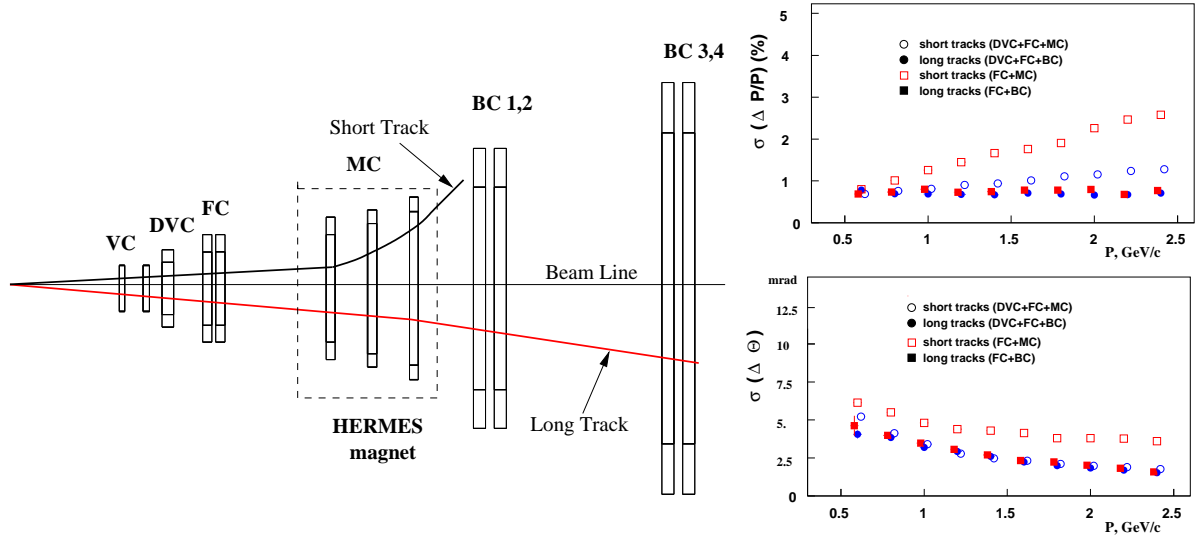 BC 3,4
BC 1,2
Short Track
MC
FC
DVC
VC
Beam Line
Long Track
HERMES
magnet
σ (Δ P/P) (%)
5
4
3
2
1
0
short tracks (DVC+FC+MC)
long tracks (DVC+FC+BC)
short tracks (FC+MC)
long tracks (FC+BC)
0.5 1 1.5 2 2.5
P, GeV/c
mrad
σ (Δ Θ)
12.5
10
7.5
5
2.5
0
short tracks (DVC+FC+MC)
long tracks (DVC+FC+BC)
short tracks (FC+MC)
long tracks (FC+BC)
0.5 1 1.5 2 2.5
P, GeV/c